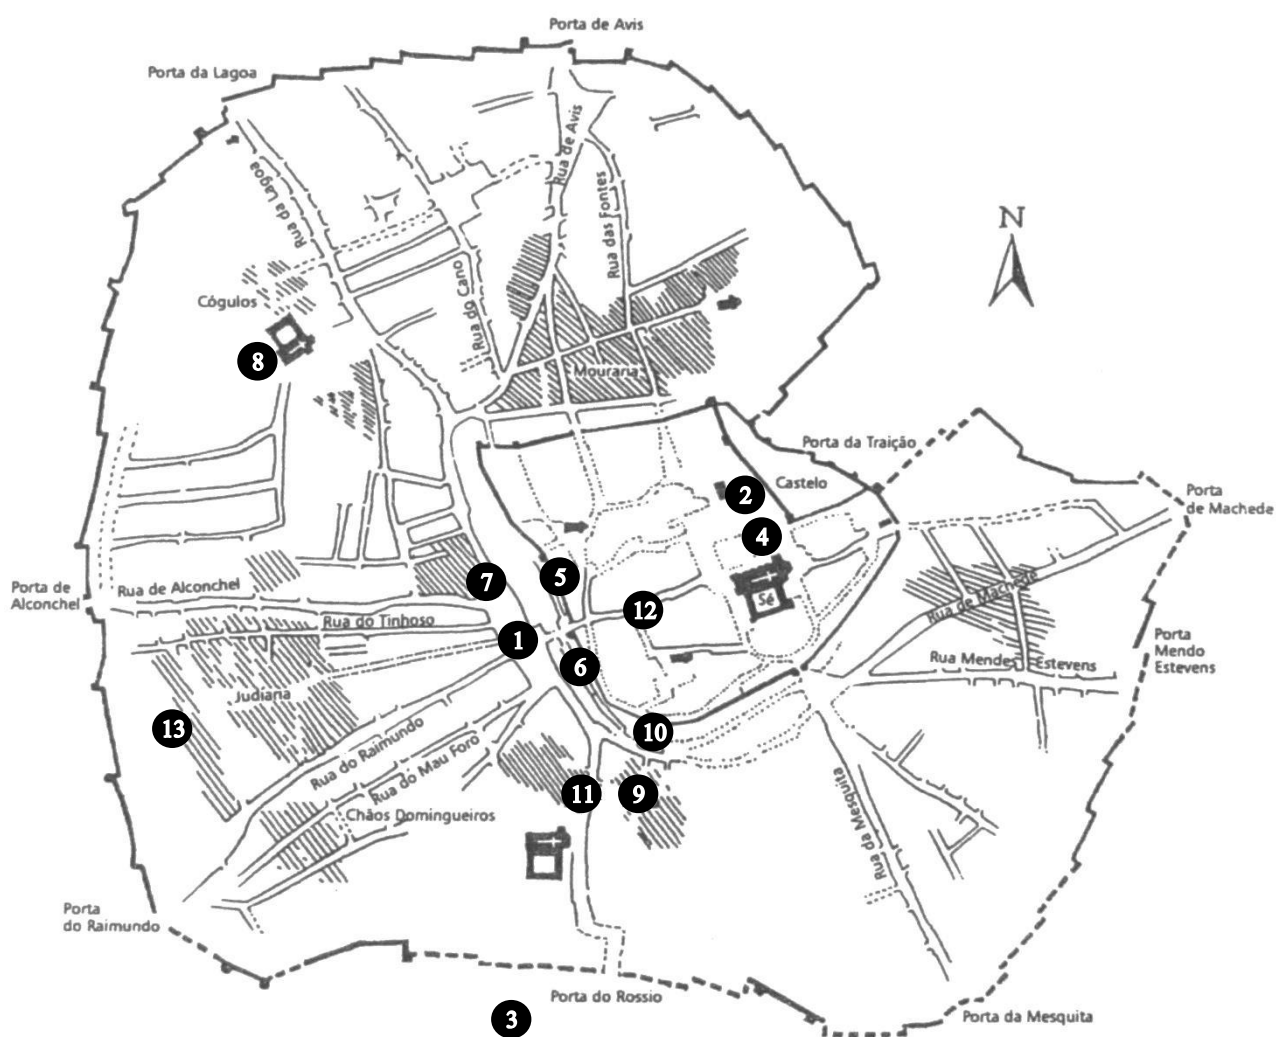 Porta de Avis
Porta da Lagoa
Rua de Avis
Rua da Lagoa
Rua das Fontes
N
Rua do Cano
Cógulos
8
Mouraria
Porta da Traição
Castelo
2
Porta
de Machede
4
Porta de
Alconchel
Rua de Alconchel
7
5
Sé
Rua de Machede
12
Rua do Tinhoso
1
6
Porta
Mendo
Estevens
Rua Mendes Estevens
Judiaria
13
10
Rua do Raimundo
Rua do Mau Foro
11
9
Chãos Domingueiros
Rua da Mesquita
Porta
do Raimundo
Porta do Rossio
3
Porta da Mesquita